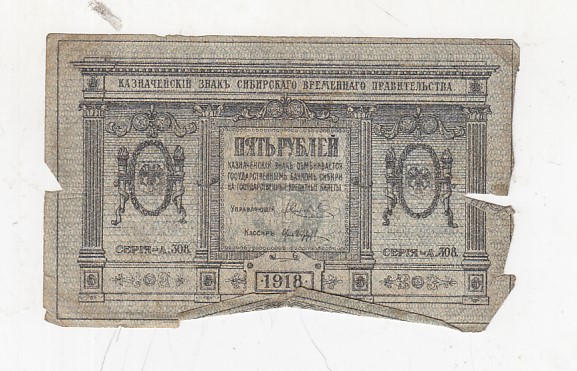 КАЗНАЧЕЙСКІЙ ЗНАКЪ СИБИРСКАГО ВРЕМЕННАГО ПРАВИТЕЛЬСТВА
ПЯТЬ РУБЛЕЙ
КАЗНАЧЕЙСКІЙ ЗНАКЪ ОБМѢНИВАЕТСЯ
ГОСУДАРСТВЕННЫМЪ БАНКОМЪ СИБИРИ
НА ГОСУДАРСТВЕННЫЕ КРЕДИТНЫЕ БИЛЕТЫ
УПРАВЛЯЮЩІЙ
КАССИРЪ
СЕРІЯ-А.308.
СЕРІЯ-А.308.
1918